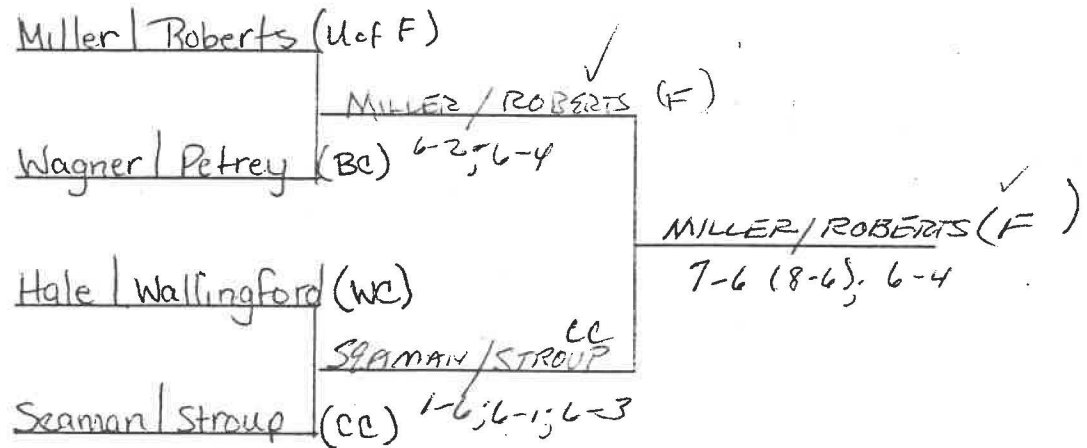 Miller / Roberts (U of F)
MILLER / ROBERTS (F)
Wagner / Petrey (BC) 6-2; 6-4
MILLER / ROBERTS (F)
7-6 (8-6); 6-4
Hale / Wallingford (WC)
SEAMAN / STROUP CC
Seaman / Stroup (CC) 1-6; 6-1; 6-3